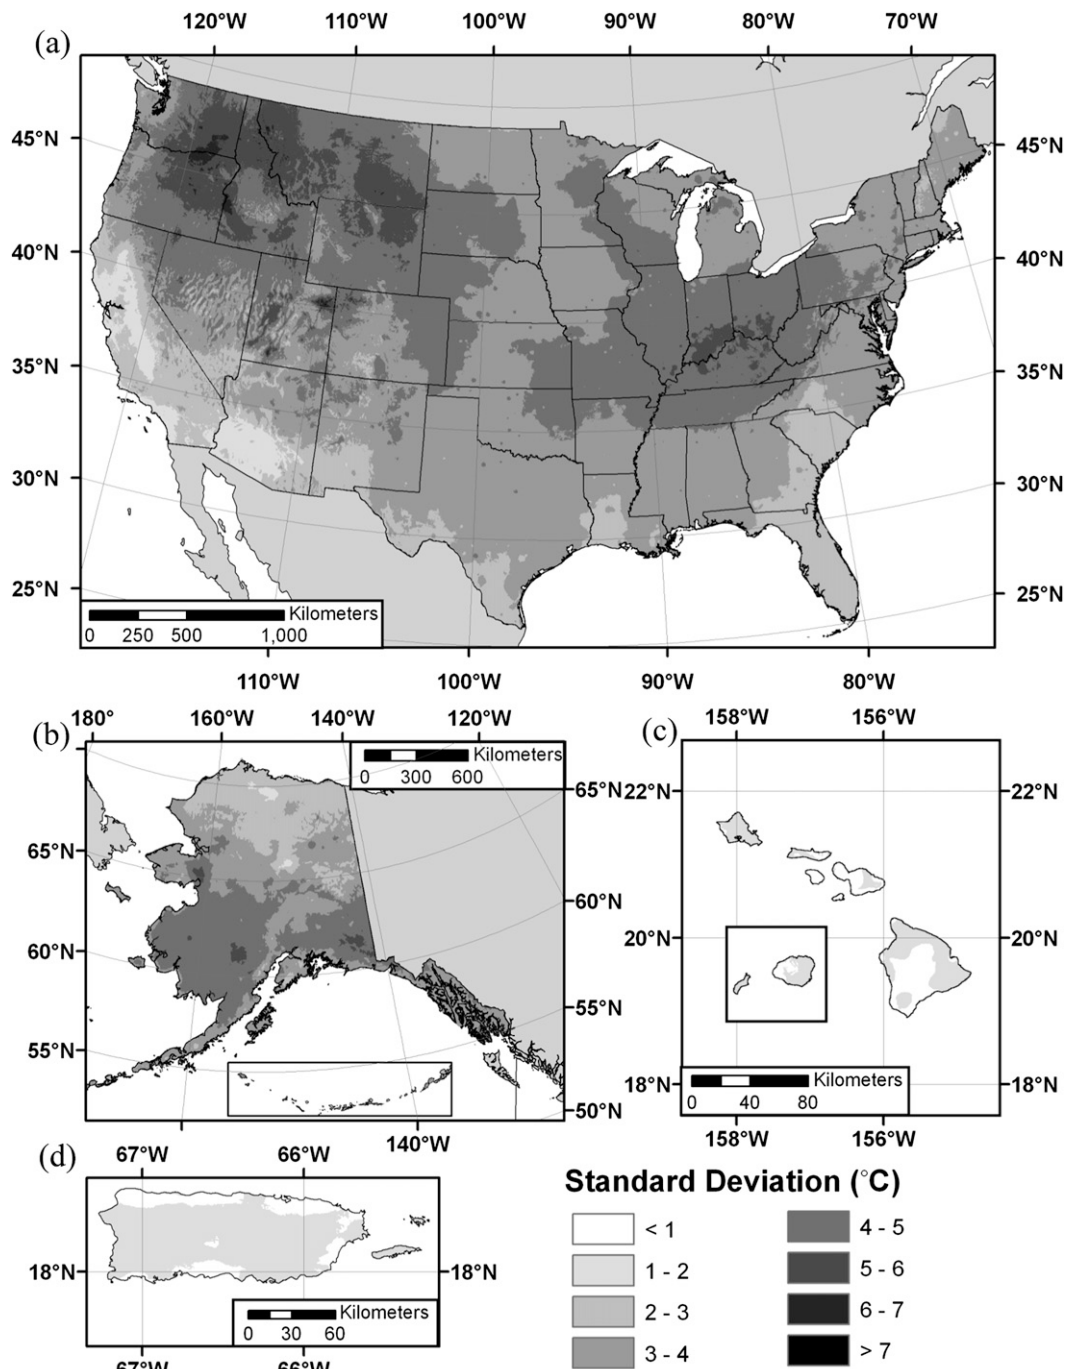 120°W 110°W 100°W 90°W 80°W 70°W
(a)
45°N 45°N
40°N 40°N
35°N 35°N
30°N 30°N
25°N 25°N
Kilometers
0 250 500 1,000
110°W 100°W 90°W 80°W
180° (b) 160°W 140°W 120°W
Kilometers
0 300 600
65°N
65°N
60°N
60°N
55°N
55°N
50°N
140°W
158°W 156°W
(c)
22°N 22°N
20°N 20°N
18°N 18°N
Kilometers
0 40 80
158°W 156°W
(d) 67°W 66°W
18°N 18°N
Kilometers
0 30 60
67°W 66°W
Standard Deviation (°C)
< 1
1 - 2
2 - 3
3 - 4
4 - 5
5 - 6
6 - 7
> 7